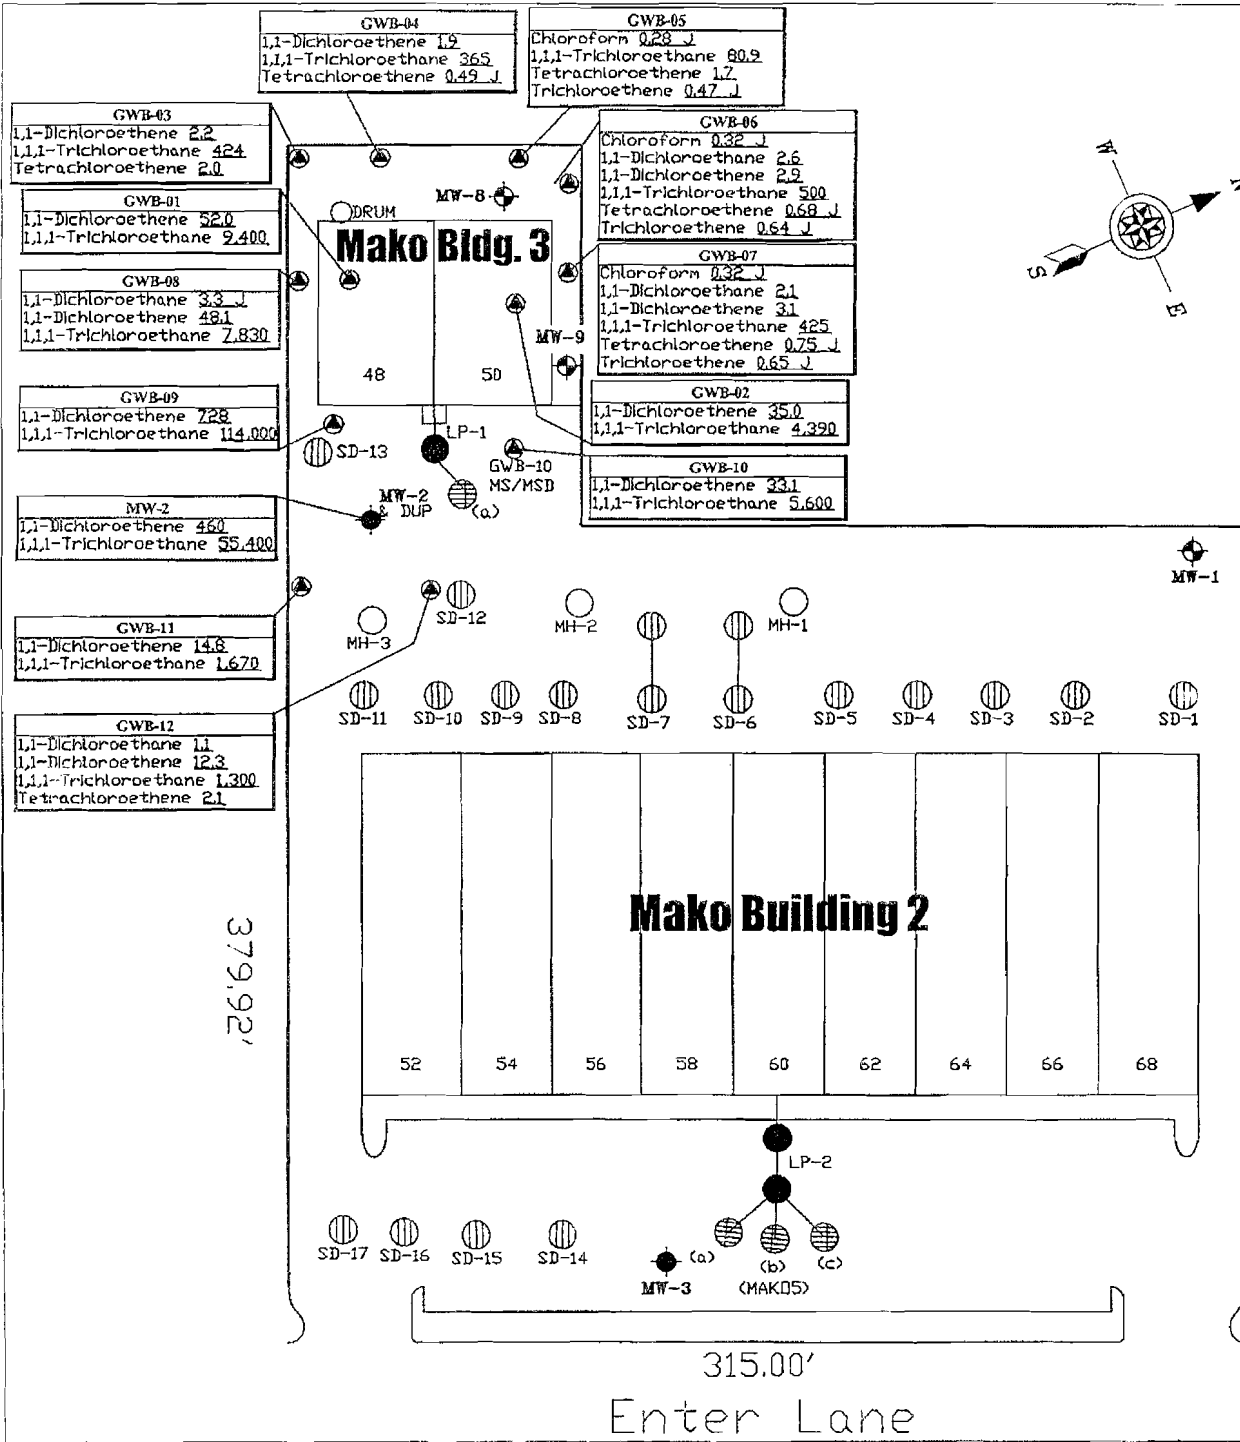 GWB-04
1,1-Dichloroethene 1.9
1,1,1-Trichloroethane 365
Tetrachloroethene 0.49 J
GWB-05
Chloroform 0.28 J
1,1,1-Trichloroethane 80.9
Tetrachloroethene 1.7
Trichloroethene 0.47 J
GWB-03
1,1-Dichloroethene 2.2
1,1,1-Trichloroethane 424
Tetrachloroethene 2.0
GWB-06
Chloroform 0.32 J
1,1-Dichloroethane 2.6
1,1-Dichloroethene 2.9
1,1,1-Trichloroethane 500
Tetrachloroethene 0.68 J
Trichloroethene 0.64 J
GWB-01
1,1-Dichloroethene 52.0
1,1,1-Trichloroethane 9,400
GWB-07
Chloroform 0.32 J
1,1-Dichloroethane 2.1
1,1-Dichloroethene 3.1
1,1,1-Trichloroethane 425
Tetrachloroethene 0.75 J
Trichloroethene 0.65 J
GWB-08
1,1-Dichloroethane 3.3 J
1,1-Dichloroethene 48.1
1,1,1-Trichloroethane 7,830
GWB-02
1,1-Dichloroethene 35.0
1,1,1-Trichloroethane 4,390
GWB-09
1,1-Dichloroethene 728
1,1,1-Trichloroethane 114,000
GWB-10
1,1-Dichloroethene 33.1
1,1,1-Trichloroethane 5,600
MW-2
1,1-Dichloroethene 460
1,1,1-Trichloroethane 55,400
GWB-11
1,1-Dichloroethene 14.8
1,1,1-Trichloroethane 1,670
GWB-12
1,1-Dichloroethane 1.1
1,1-Dichloroethene 12.3
1,1,1-Trichloroethane 1,300
Tetrachloroethene 2.1
W
N
S
E
MW-8
DRUM
Mako Bldg. 3
MW-9
48
50
LP-1
SD-13
GWB-10
MS/MSD
MW-2
& DUP
(a)
MW-1
SD-12
MH-3
MH-2
MH-1
SD-11
SD-10
SD-9
SD-8
SD-7
SD-6
SD-5
SD-4
SD-3
SD-2
SD-1
Mako Building 2
379.92'
52
54
56
58
60
62
64
66
68
LP-2
SD-17
SD-16
SD-15
SD-14
(a)
(b)
(c)
MW-3
(MAKO5)
315.00'
Enter Lane